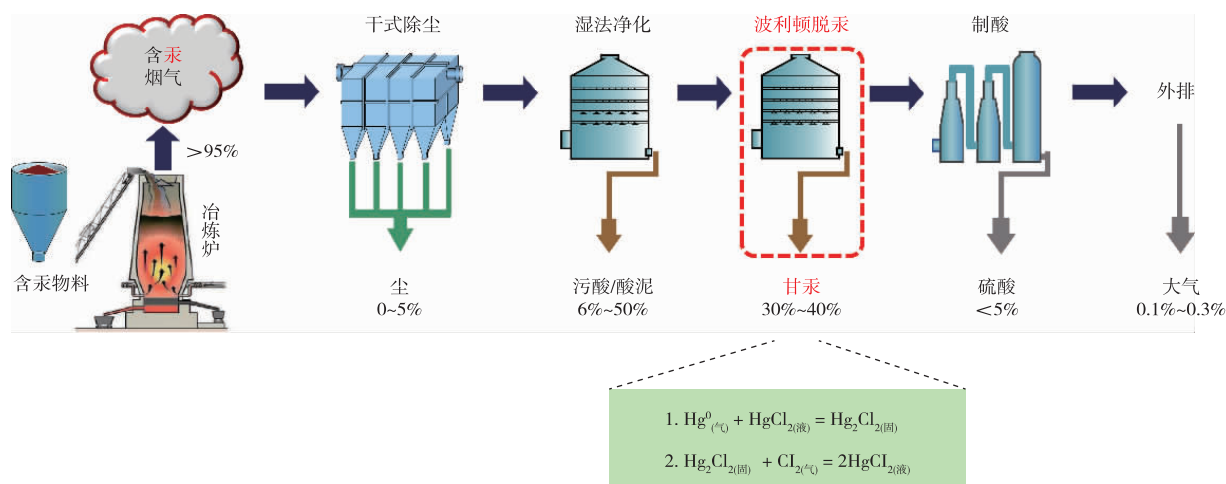 干式除尘
湿法净化
波利顿脱汞
制酸
含汞
烟气
外排
>95%
冶炼炉
含汞物料
尘
0~5%
污酸/酸泥
6%~50%
甘汞
30%~40%
硫酸
<5%
大气
0.1%~0.3%
1. Hg⁰(气) + HgCl₂(液) = Hg₂Cl₂(固)
2. Hg₂Cl₂(固) + CI₂(气) = 2HgCI₂(液)